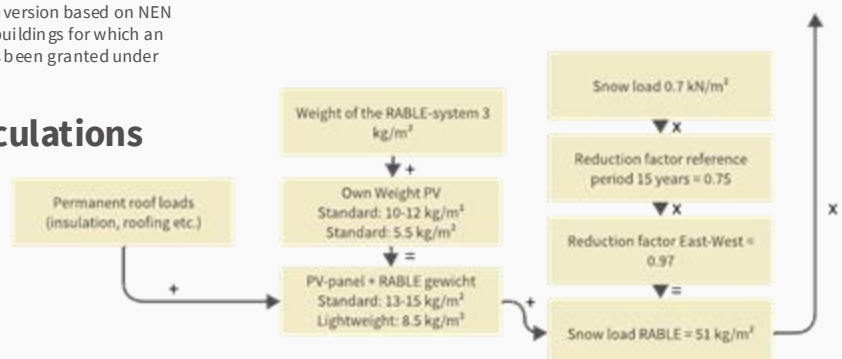 version based on NEN
buildings for which an
been granted under
culations
Permanent roof loads
(insulation, roofing etc.)
+
Weight of the RABLE-system 3
kg/m²
+
Own Weight PV
Standard: 10-12 kg/m²
Standard: 5.5 kg/m²
=
PV-panel + RABLE gewicht
Standard: 13-15 kg/m²
Lightweight: 8.5 kg/m²
+
Snow load 0.7 kN/m²
x
Reduction factor reference
period 15 years = 0.75
x
Reduction factor East-West =
0.97
=
Snow load RABLE = 51 kg/m²
x